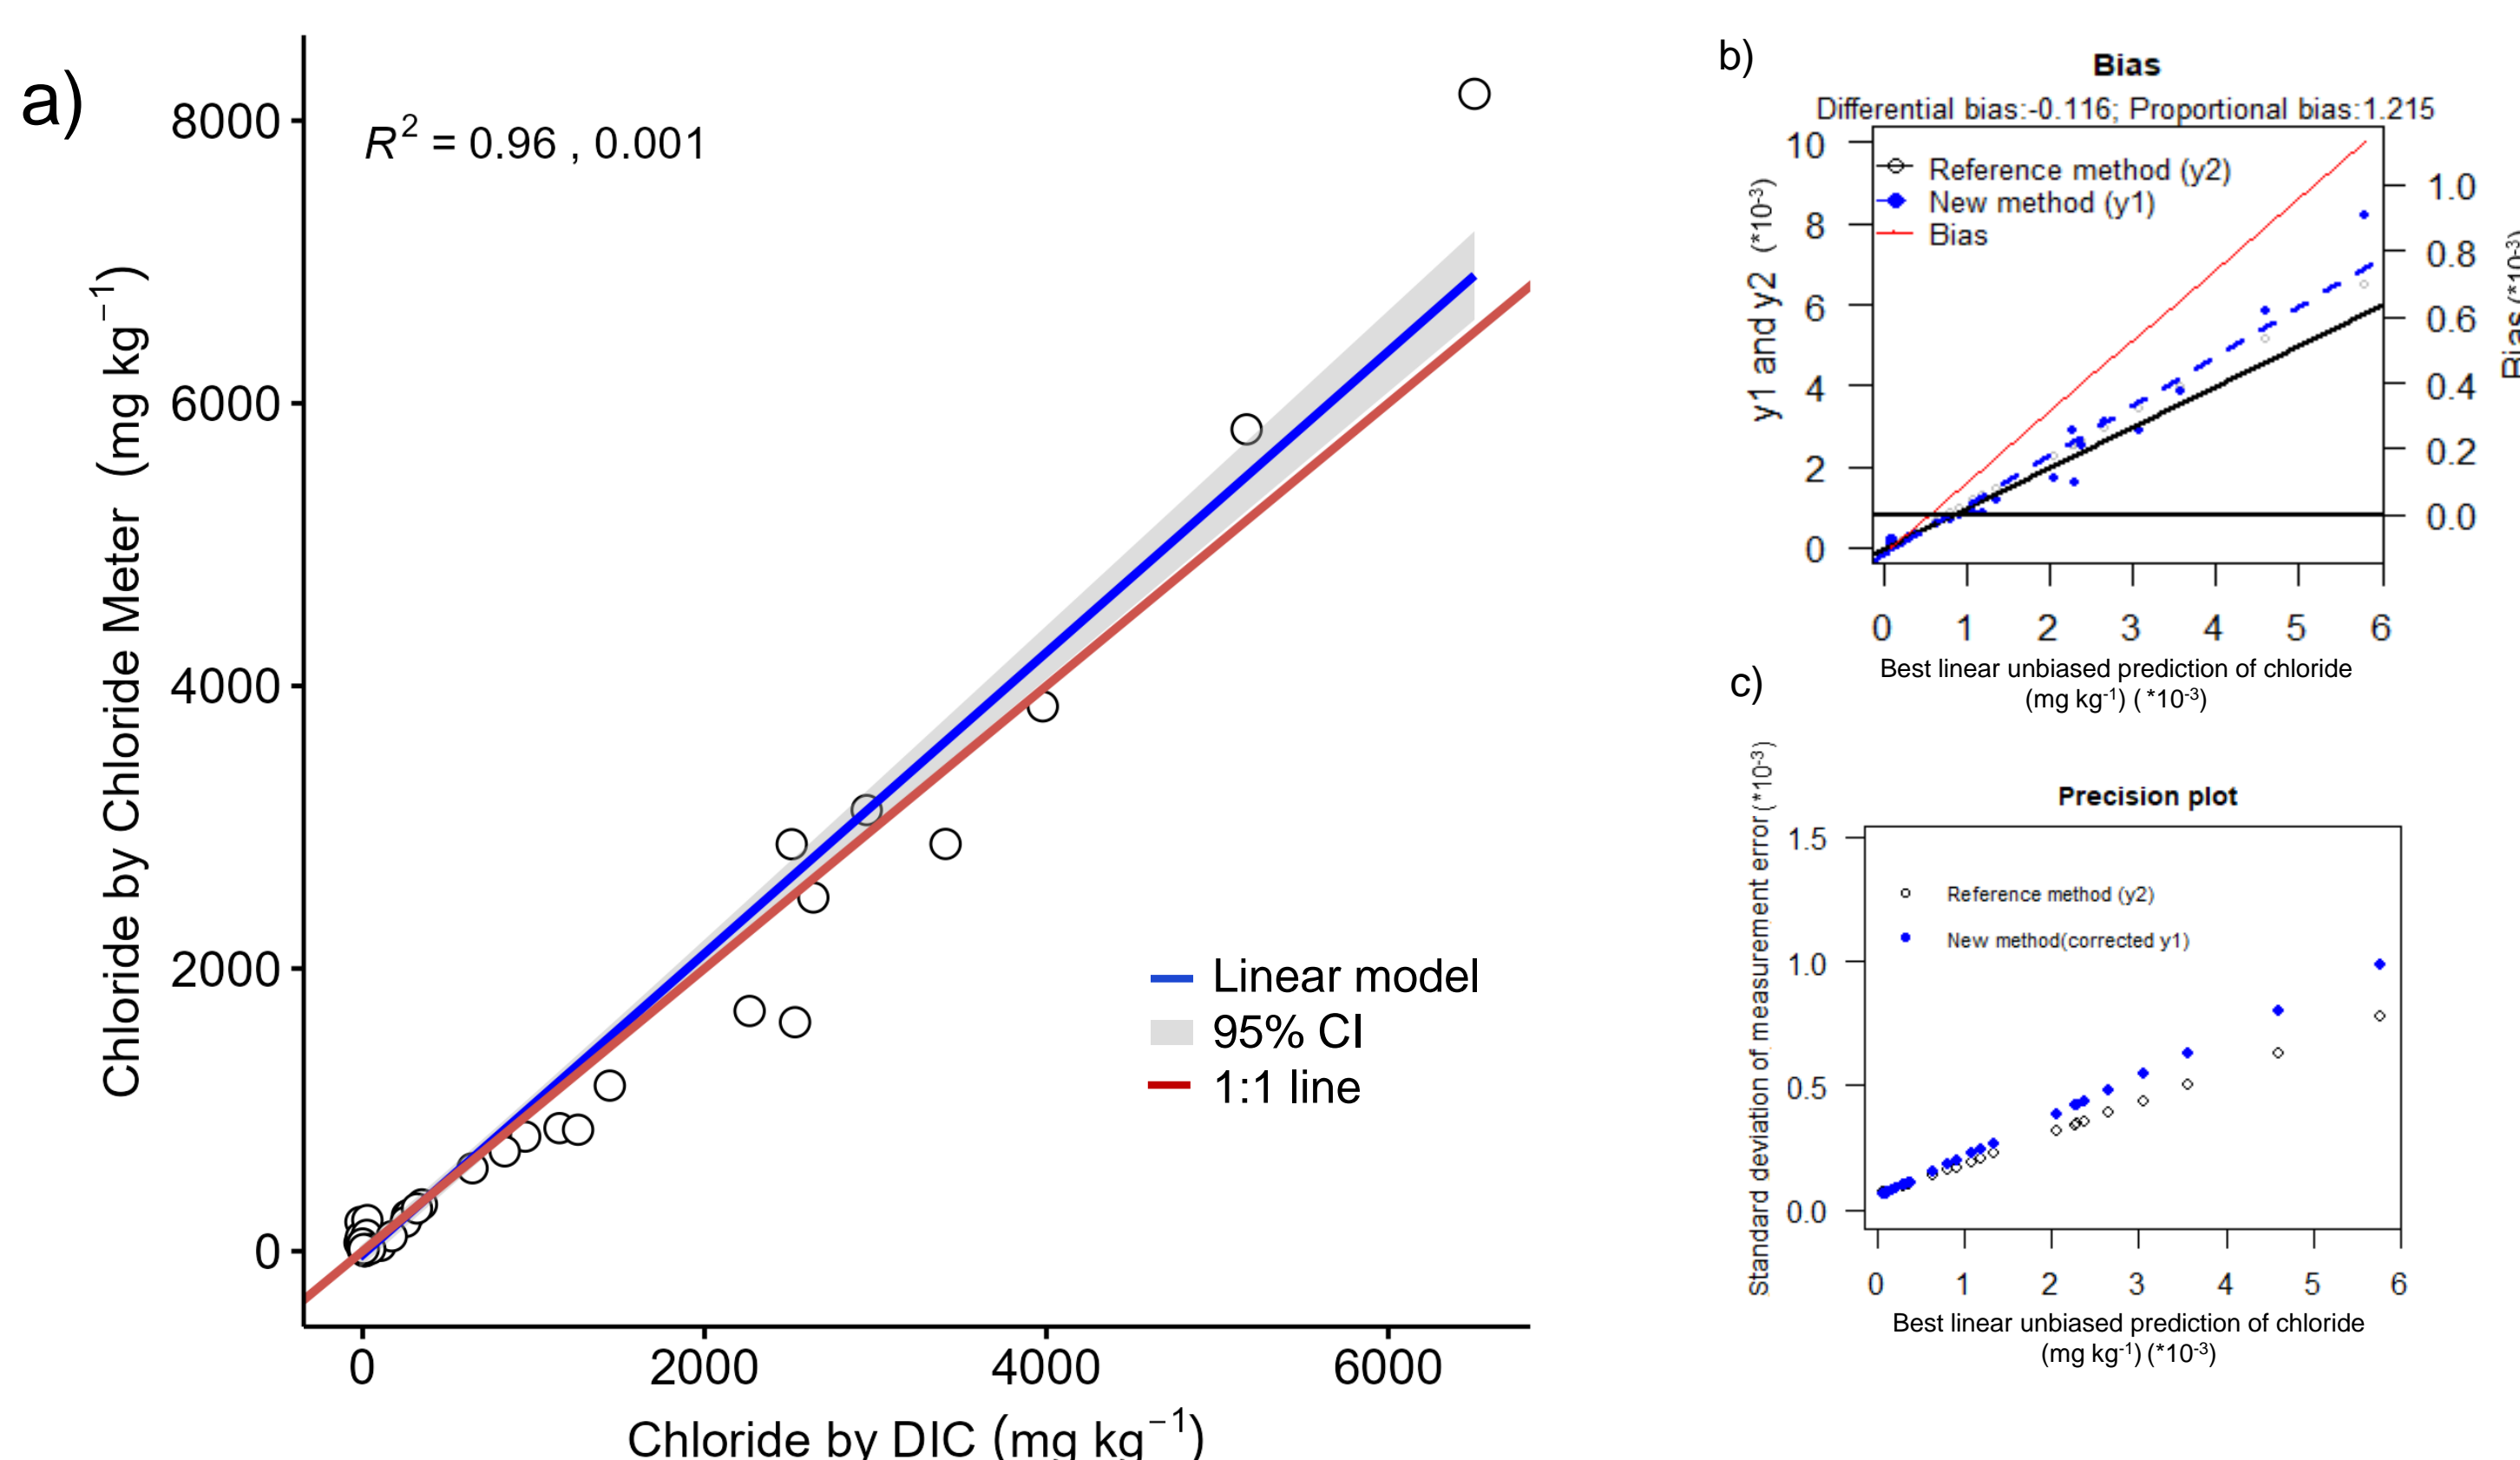 a)
Chloride by Chloride Meter (mg kg⁻¹)
8000
6000
4000
2000
0
R² = 0.96 , 0.001
Linear model
95% CI
1:1 line
0 2000 4000 6000
Chloride by DIC (mg kg⁻¹)
b)
Bias
Differential bias:-0.116; Proportional bias:1.215
y1 and y2 (*10⁻³)
10
8
6
4
2
0
Reference method (y2)
New method (y1)
Bias
1.0
0.8
0.6
0.4
0.2
0.0
Bias (*10⁻³)
0 1 2 3 4 5 6
Best linear unbiased prediction of chloride
(mg kg⁻¹) ( *10⁻³)
c)
Precision plot
Standard deviation of measurement error (*10⁻³)
1.5
1.0
0.5
0.0
Reference method (y2)
New method(corrected y1)
0 1 2 3 4 5 6
Best linear unbiased prediction of chloride
(mg kg⁻¹) (*10⁻³)